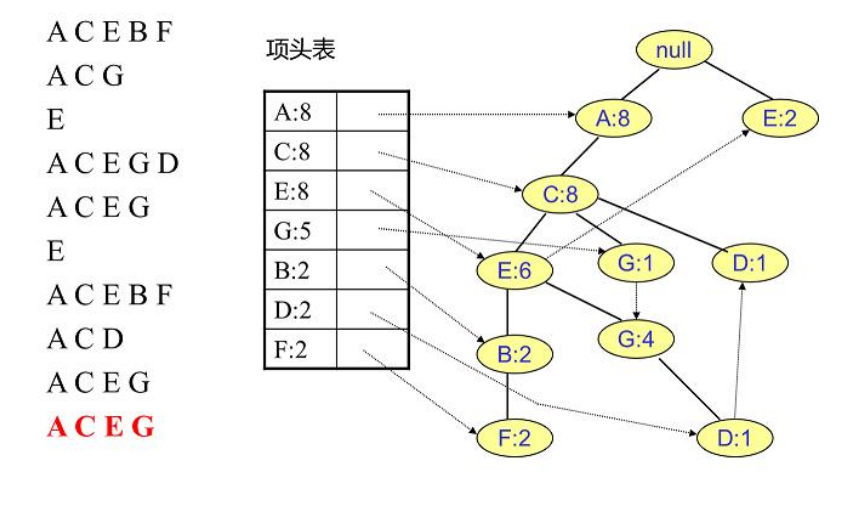 A C E B F
A C G
E
A C E G D
A C E G
E
A C E B F
A C D
A C E G
A C E G
项头表
A:8
C:8
E:8
G:5
B:2
D:2
F:2
null
A:8
E:2
C:8
E:6
G:1
D:1
G:4
B:2
F:2
D:1